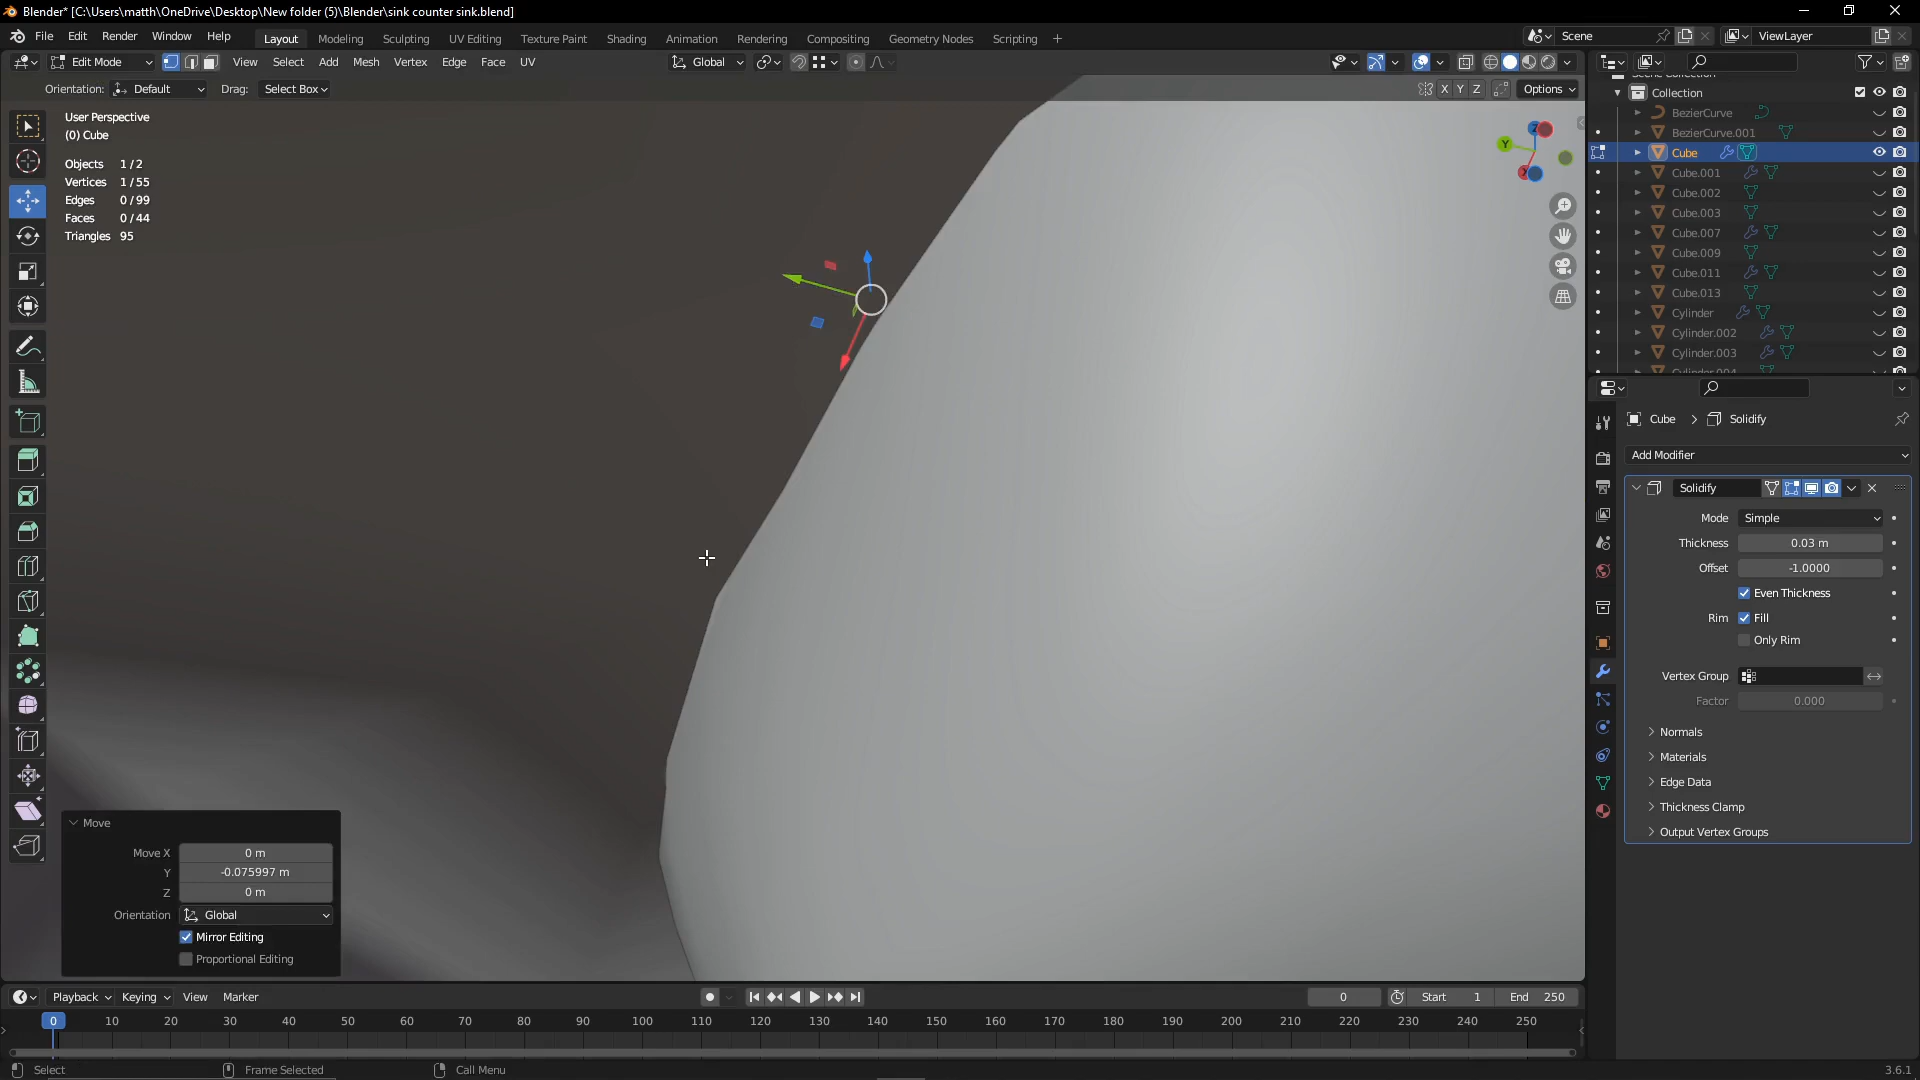 Blender* [C:\Users\matth\OneDrive\Desktop\New folder (5)\Blender\sink counter sink.blend]
File Edit Render Window Help Layout Modeling Sculpting UV Editing Texture Paint Shading Animation Rendering Compositing Geometry Nodes Scripting + Scene ViewLayer
Edit Mode View Select Add Mesh Vertex Edge Face UV Global
Orientation: Default Drag: Select Box X Y Z Options
User Perspective
(0) Cube
Objects 1/2
Vertices 1/55
Edges 0/99
Faces 0/44
Triangles 95
Z
Y
X
Scene Collection
Collection
BezierCurve
BezierCurve.001
Cube
Cube.001
Cube.002
Cube.003
Cube.007
Cube.009
Cube.011
Cube.013
Cylinder
Cylinder.002
Cylinder.003
Cylinder.004
Cube > Solidify
Add Modifier
Solidify
Mode Simple
Thickness 0.03 m
Offset -1.0000
Even Thickness
Rim Fill
Only Rim
Vertex Group
Factor 0.000
Normals
Materials
Edge Data
Thickness Clamp
Output Vertex Groups
Move
Move X 0 m
Y -0.075997 m
Z 0 m
Orientation Global
Mirror Editing
Proportional Editing
Playback Keying View Marker 0 Start 1 End 250
0 10 20 30 40 50 60 70 80 90 100 110 120 130 140 150 160 170 180 190 200 210 220 230 240 250
Select Frame Selected Call Menu 3.6.1